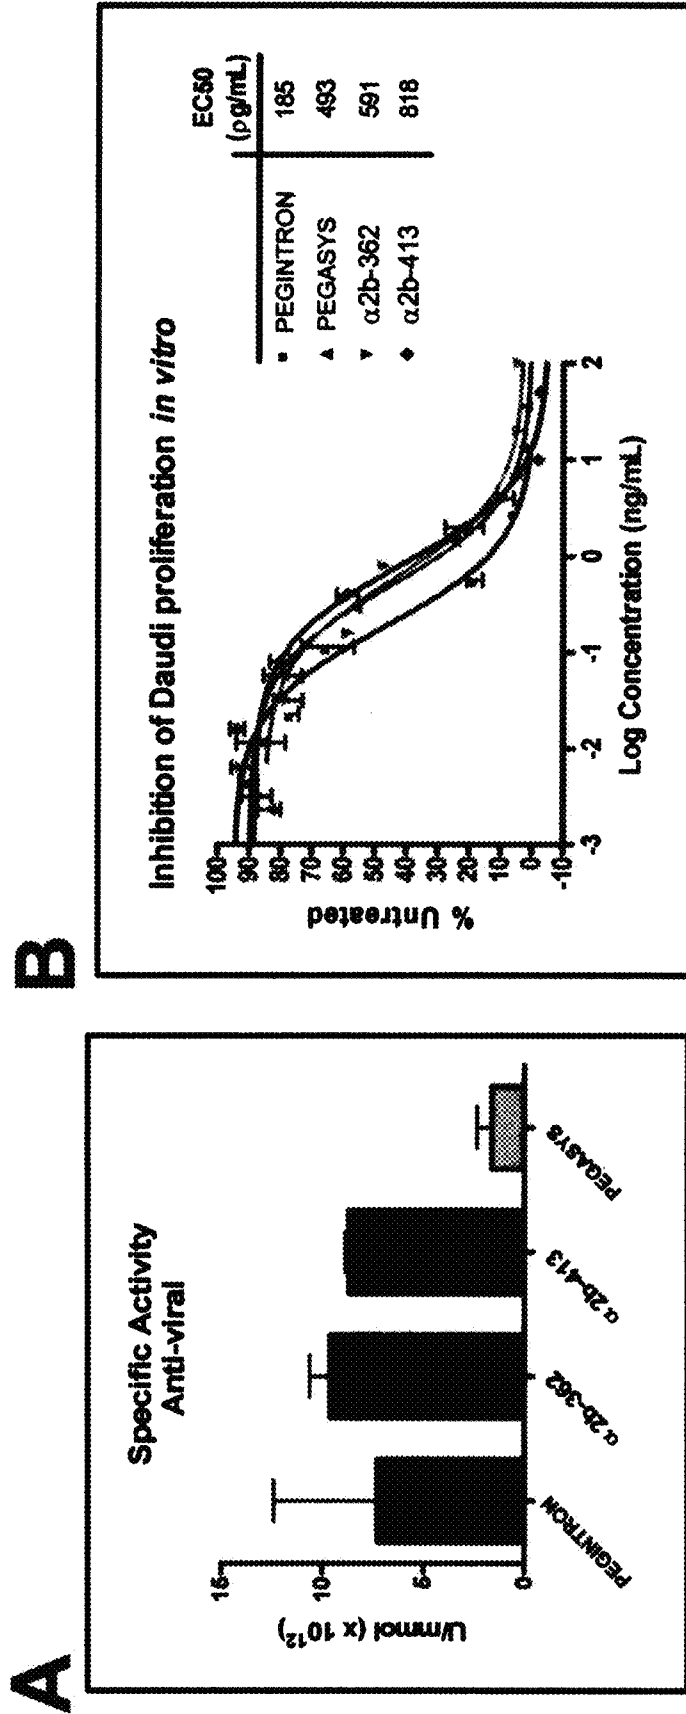 A
Specific Activity
Anti-viral
U/mmol (x 10¹²)
15
10
5
0
PEGINTRON
α2b-362
α2b-413
PEGASYS
B
Inhibition of Daudi proliferation in vitro
% Untreated
100
90
80
70
60
50
40
30
20
10
0
-10
-3
-2
-1
0
1
2
Log Concentration (ng/mL)
EC50
(pg/mL)
PEGINTRON 185
PEGASYS 493
α2b-362 591
α2b-413 818